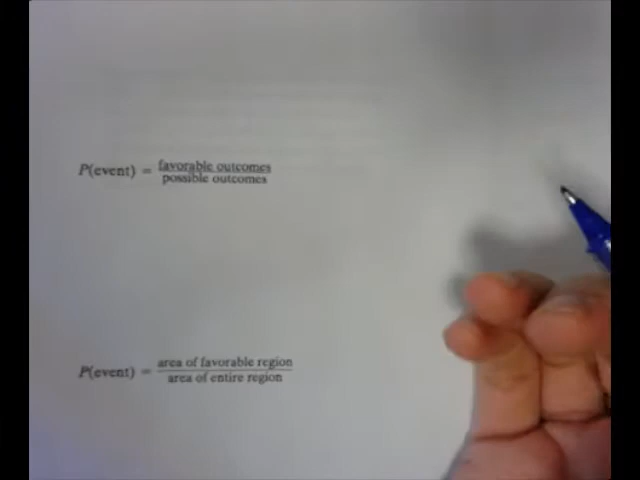 P(event) = favorable outcomes
possible outcomes
P(event) = area of favorable region
area of entire region